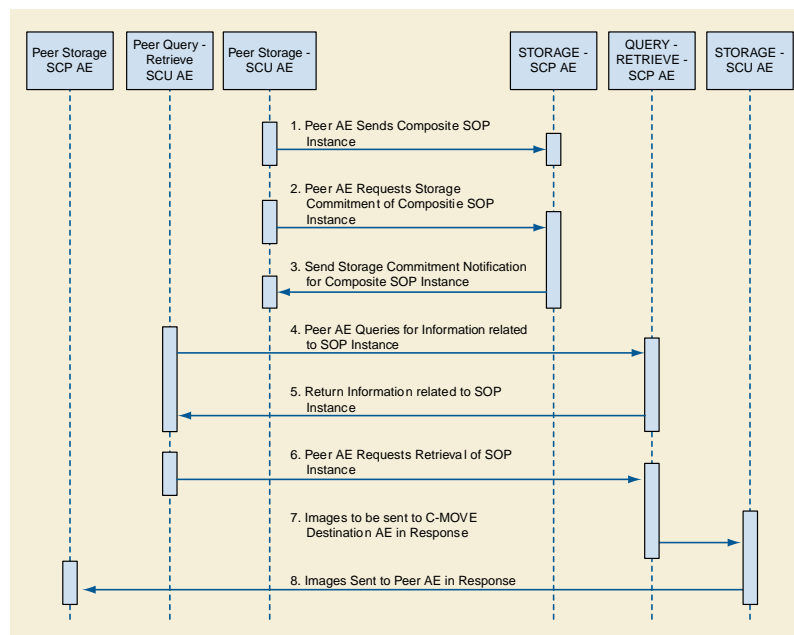 Peer Storage
SCP AE
Peer Query -
Retrieve
SCU AE
Peer Storage -
SCU AE
STORAGE -
SCP AE
QUERY -
RETRIEVE -
SCP AE
STORAGE -
SCU AE
1. Peer AE Sends Composite SOP
Instance
2. Peer AE Requests Storage
Commitment of Compositie SOP
Instance
3. Send Storage Commitment Notification
for Composite SOP Instance
4. Peer AE Queries for Information related
to SOP Instance
5. Return Information related to SOP
Instance
6. Peer AE Requests Retrieval of SOP
Instance
7. Images to be sent to C-MOVE
Destination AE in Response
8. Images Sent to Peer AE in Response